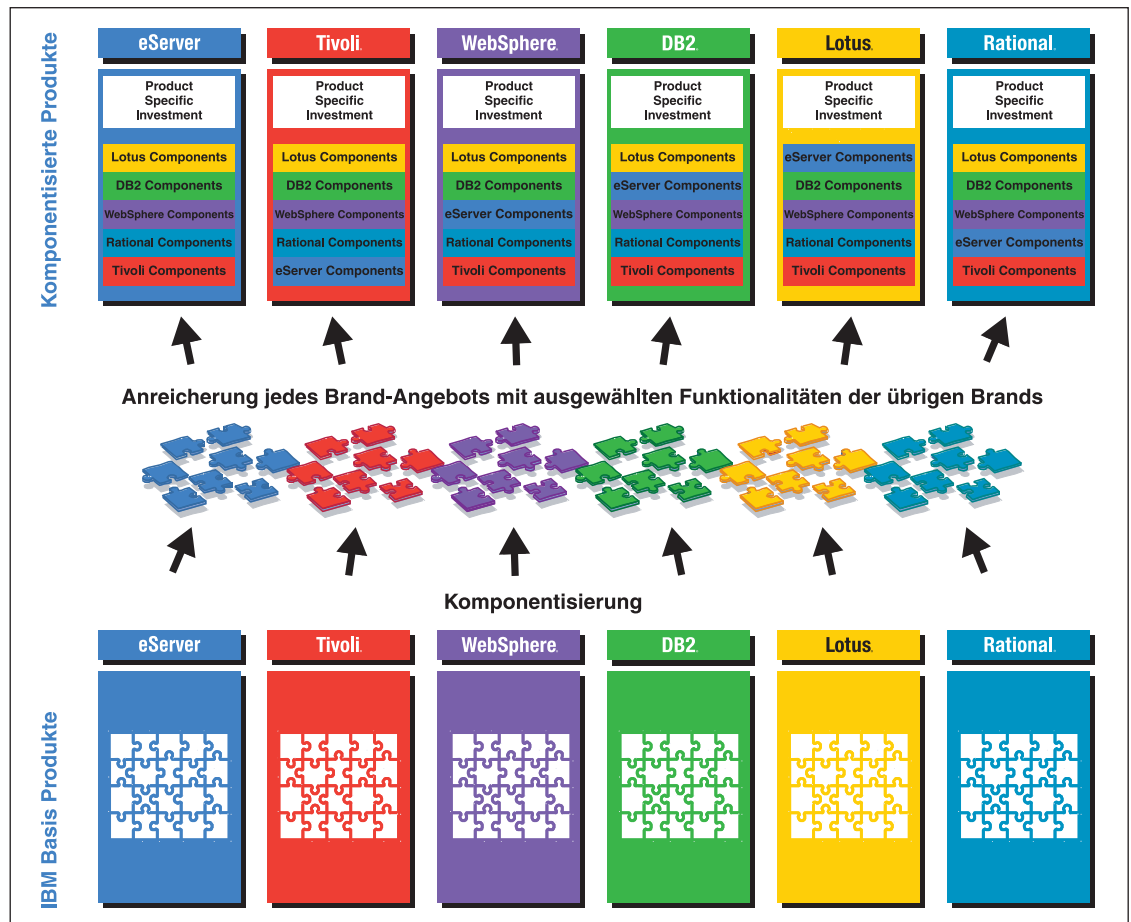 Komponentisierte Produkte
eServer
Tivoli.
WebSphere.
DB2.
Lotus.
Rational.
Product
Specific
Investment
Lotus Components
DB2 Components
WebSphere Components
Rational Components
Tivoli Components
Product
Specific
Investment
Lotus Components
DB2 Components
WebSphere Components
Rational Components
eServer Components
Product
Specific
Investment
Lotus Components
DB2 Components
eServer Components
Rational Components
Tivoli Components
Product
Specific
Investment
Lotus Components
eServer Components
WebSphere Components
Rational Components
Tivoli Components
Product
Specific
Investment
eServer Components
DB2 Components
WebSphere Components
Rational Components
Tivoli Components
Product
Specific
Investment
Lotus Components
DB2 Components
WebSphere Components
eServer Components
Tivoli Components
Anreicherung jedes Brand-Angebots mit ausgewählten Funktionalitäten der übrigen Brands
Komponentisierung
IBM Basis Produkte
eServer
Tivoli.
WebSphere.
DB2.
Lotus.
Rational.